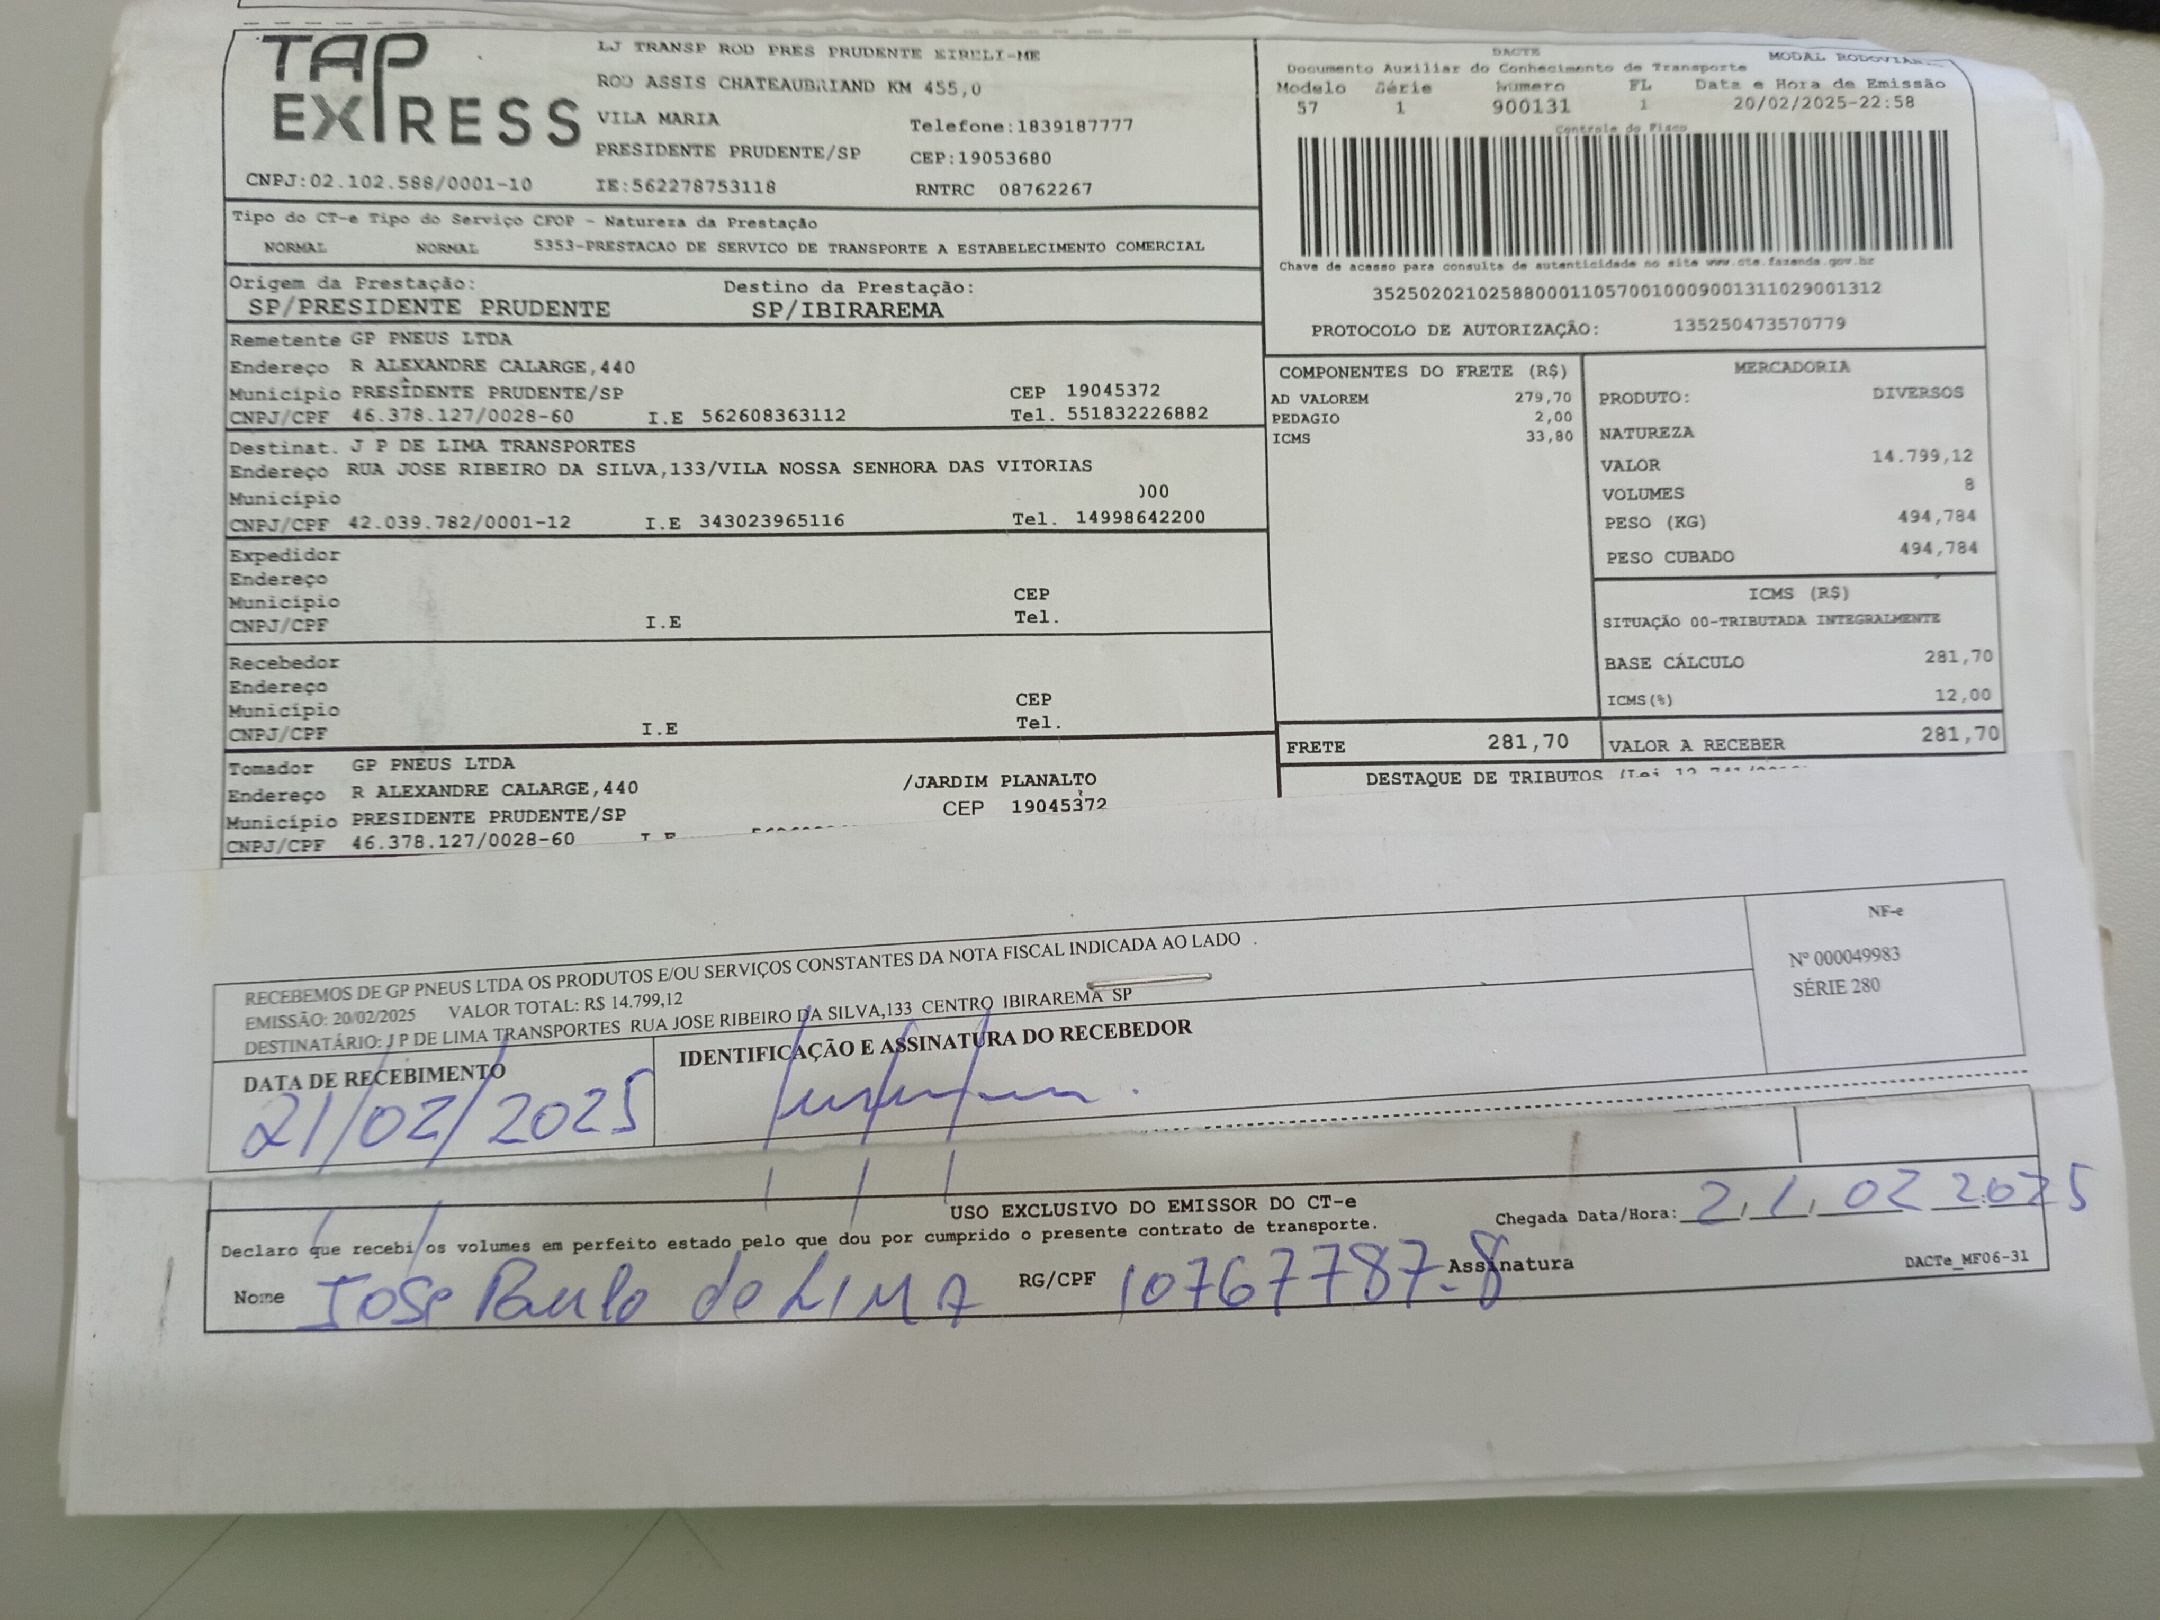 TAP EXPRESS
LJ TRANSP ROD PRES PRUDENTE EIRELI-ME
ROD ASSIS CHATEAUBRIAND KM 455,0
VILA MARIA Telefone:1839187777
PRESIDENTE PRUDENTE/SP CEP:19053680
CNPJ:02.102.588/0001-10 IE:562278753118 RNTRC 08762267
DACTE MODAL
Documento Auxiliar do Conhecimento de Transporte
Modelo Série Número FL Data e Hora de Emissão
57 1 900131 1 20/02/2025-22:58
Controle do Fisco
Chave de acesso para consulta de autenticidade no site www.cte.fazenda.gov.br
35250202102588000110570010009001311029001312
PROTOCOLO DE AUTORIZAÇÃO: 135250473570779
Tipo do CT-e Tipo do Serviço CFOP - Natureza da Prestação
NORMAL NORMAL 5353-PRESTACAO DE SERVICO DE TRANSPORTE A ESTABELECIMENTO COMERCIAL
Origem da Prestação: Destino da Prestação:
SP/PRESIDENTE PRUDENTE SP/IBIRAREMA
Remetente GP PNEUS LTDA
Endereço R ALEXANDRE CALARGE,440
Município PRESIDENTE PRUDENTE/SP CEP 19045372
CNPJ/CPF 46.378.127/0028-60 I.E 562608363112 Tel. 551832226882
Destinat. J P DE LIMA TRANSPORTES
Endereço RUA JOSE RIBEIRO DA SILVA,133/VILA NOSSA SENHORA DAS VITORIAS
Município 00
CNPJ/CPF 42.039.782/0001-12 I.E 343023965116 Tel. 14998642200
Expedidor
Endereço
Município CEP
CNPJ/CPF I.E Tel.
Recebedor
Endereço
Município CEP
CNPJ/CPF I.E Tel.
Tomador GP PNEUS LTDA
Endereço R ALEXANDRE CALARGE,440 /JARDIM PLANALTO
Município PRESIDENTE PRUDENTE/SP CEP 19045372
CNPJ/CPF 46.378.127/0028-60
COMPONENTES DO FRETE (R$)
AD VALOREM 279,70
PEDAGIO 2,00
ICMS 33,80
MERCADORIA
PRODUTO: DIVERSOS
NATUREZA
VALOR 14.799,12
VOLUMES 8
PESO (KG) 494,784
PESO CUBADO 494,784
ICMS (R$)
SITUAÇÃO 00-TRIBUTADA INTEGRALMENTE
BASE CÁLCULO 281,70
ICMS(%) 12,00
FRETE 281,70 VALOR A RECEBER 281,70
DESTAQUE DE TRIBUTOS
RECEBEMOS DE GP PNEUS LTDA OS PRODUTOS E/OU SERVIÇOS CONSTANTES DA NOTA FISCAL INDICADA AO LADO .
EMISSÃO: 20/02/2025 VALOR TOTAL: R$ 14.799,12
DESTINATÁRIO: J P DE LIMA TRANSPORTES RUA JOSE RIBEIRO DA SILVA,133 CENTRO IBIRAREMA SP
NF-e
Nº 000049983
SÉRIE 280
DATA DE RECEBIMENTO IDENTIFICAÇÃO E ASSINATURA DO RECEBEDOR
21/02/2025
USO EXCLUSIVO DO EMISSOR DO CT-e
Declaro que recebi os volumes em perfeito estado pelo que dou por cumprido o presente contrato de transporte.
Chegada Data/Hora: 21 02 2025
Nome Jose Paulo de LIMA RG/CPF 10767787-8 Assinatura
DACTe_MF06-31